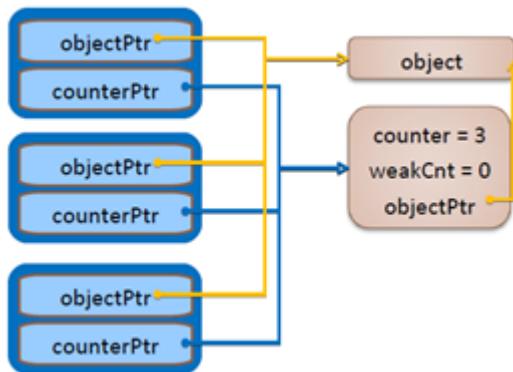 objectPtr
counterPtr
objectPtr
counterPtr
objectPtr
counterPtr
object
counter = 3
weakCnt = 0
objectPtr